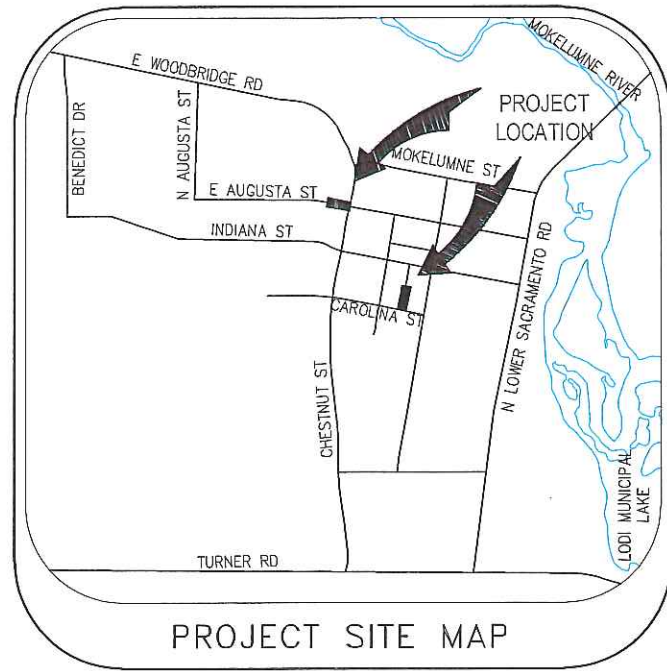 MOKELUMNE RIVER
E WOODBRIDGE RD
BENEDICT DR
N AUGUSTA ST
PROJECT
LOCATION
MOKELUMNE ST
E AUGUSTA ST
INDIANA ST
N LOWER SACRAMENTO RD
CAROLINA ST
CHESTNUT ST
LODI MUNICIPAL
LAKE
TURNER RD
PROJECT SITE MAP